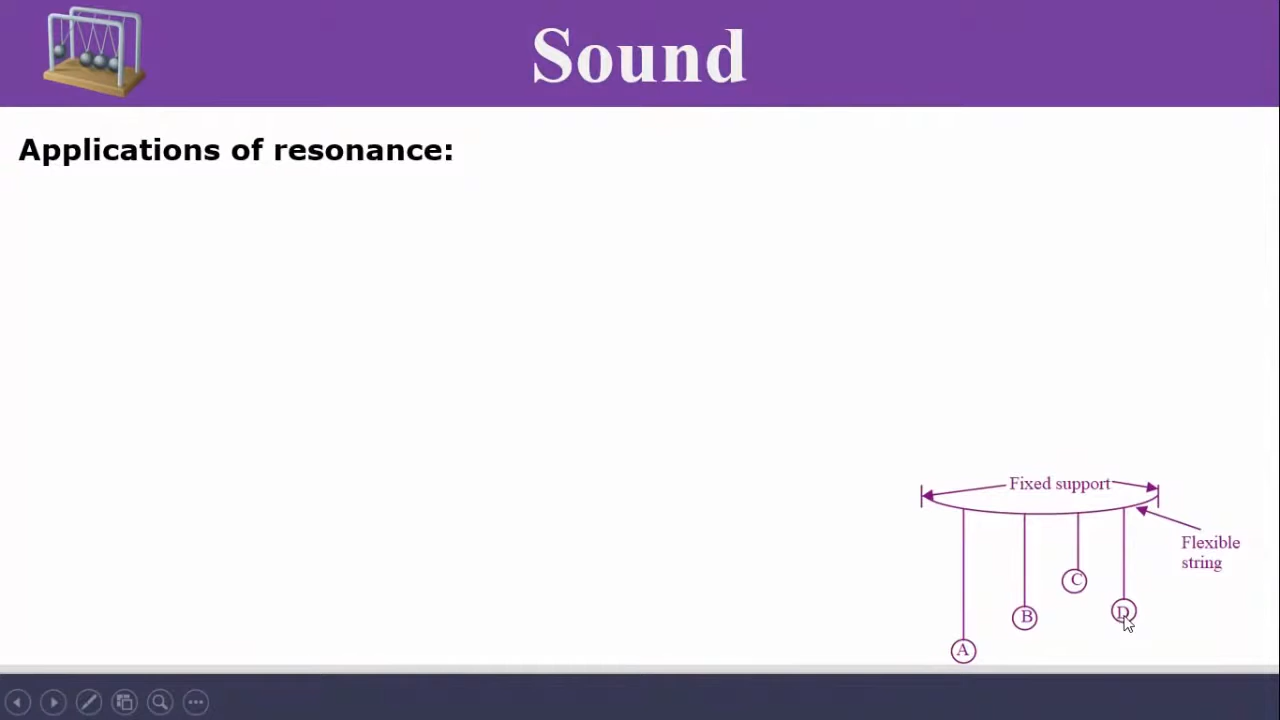 Sound
Applications of resonance:
Fixed support
Flexible
string
C
B
D
A